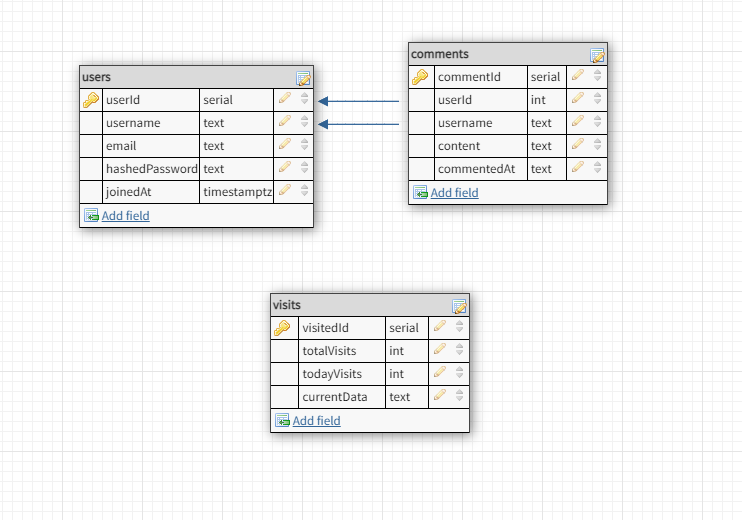 users
userId serial
username text
email text
hashedPassword text
joinedAt timestamptz
Add field
comments
commentId serial
userId int
username text
content text
commentedAt text
Add field
visits
visitedId serial
totalVisits int
todayVisits int
currentData text
Add field